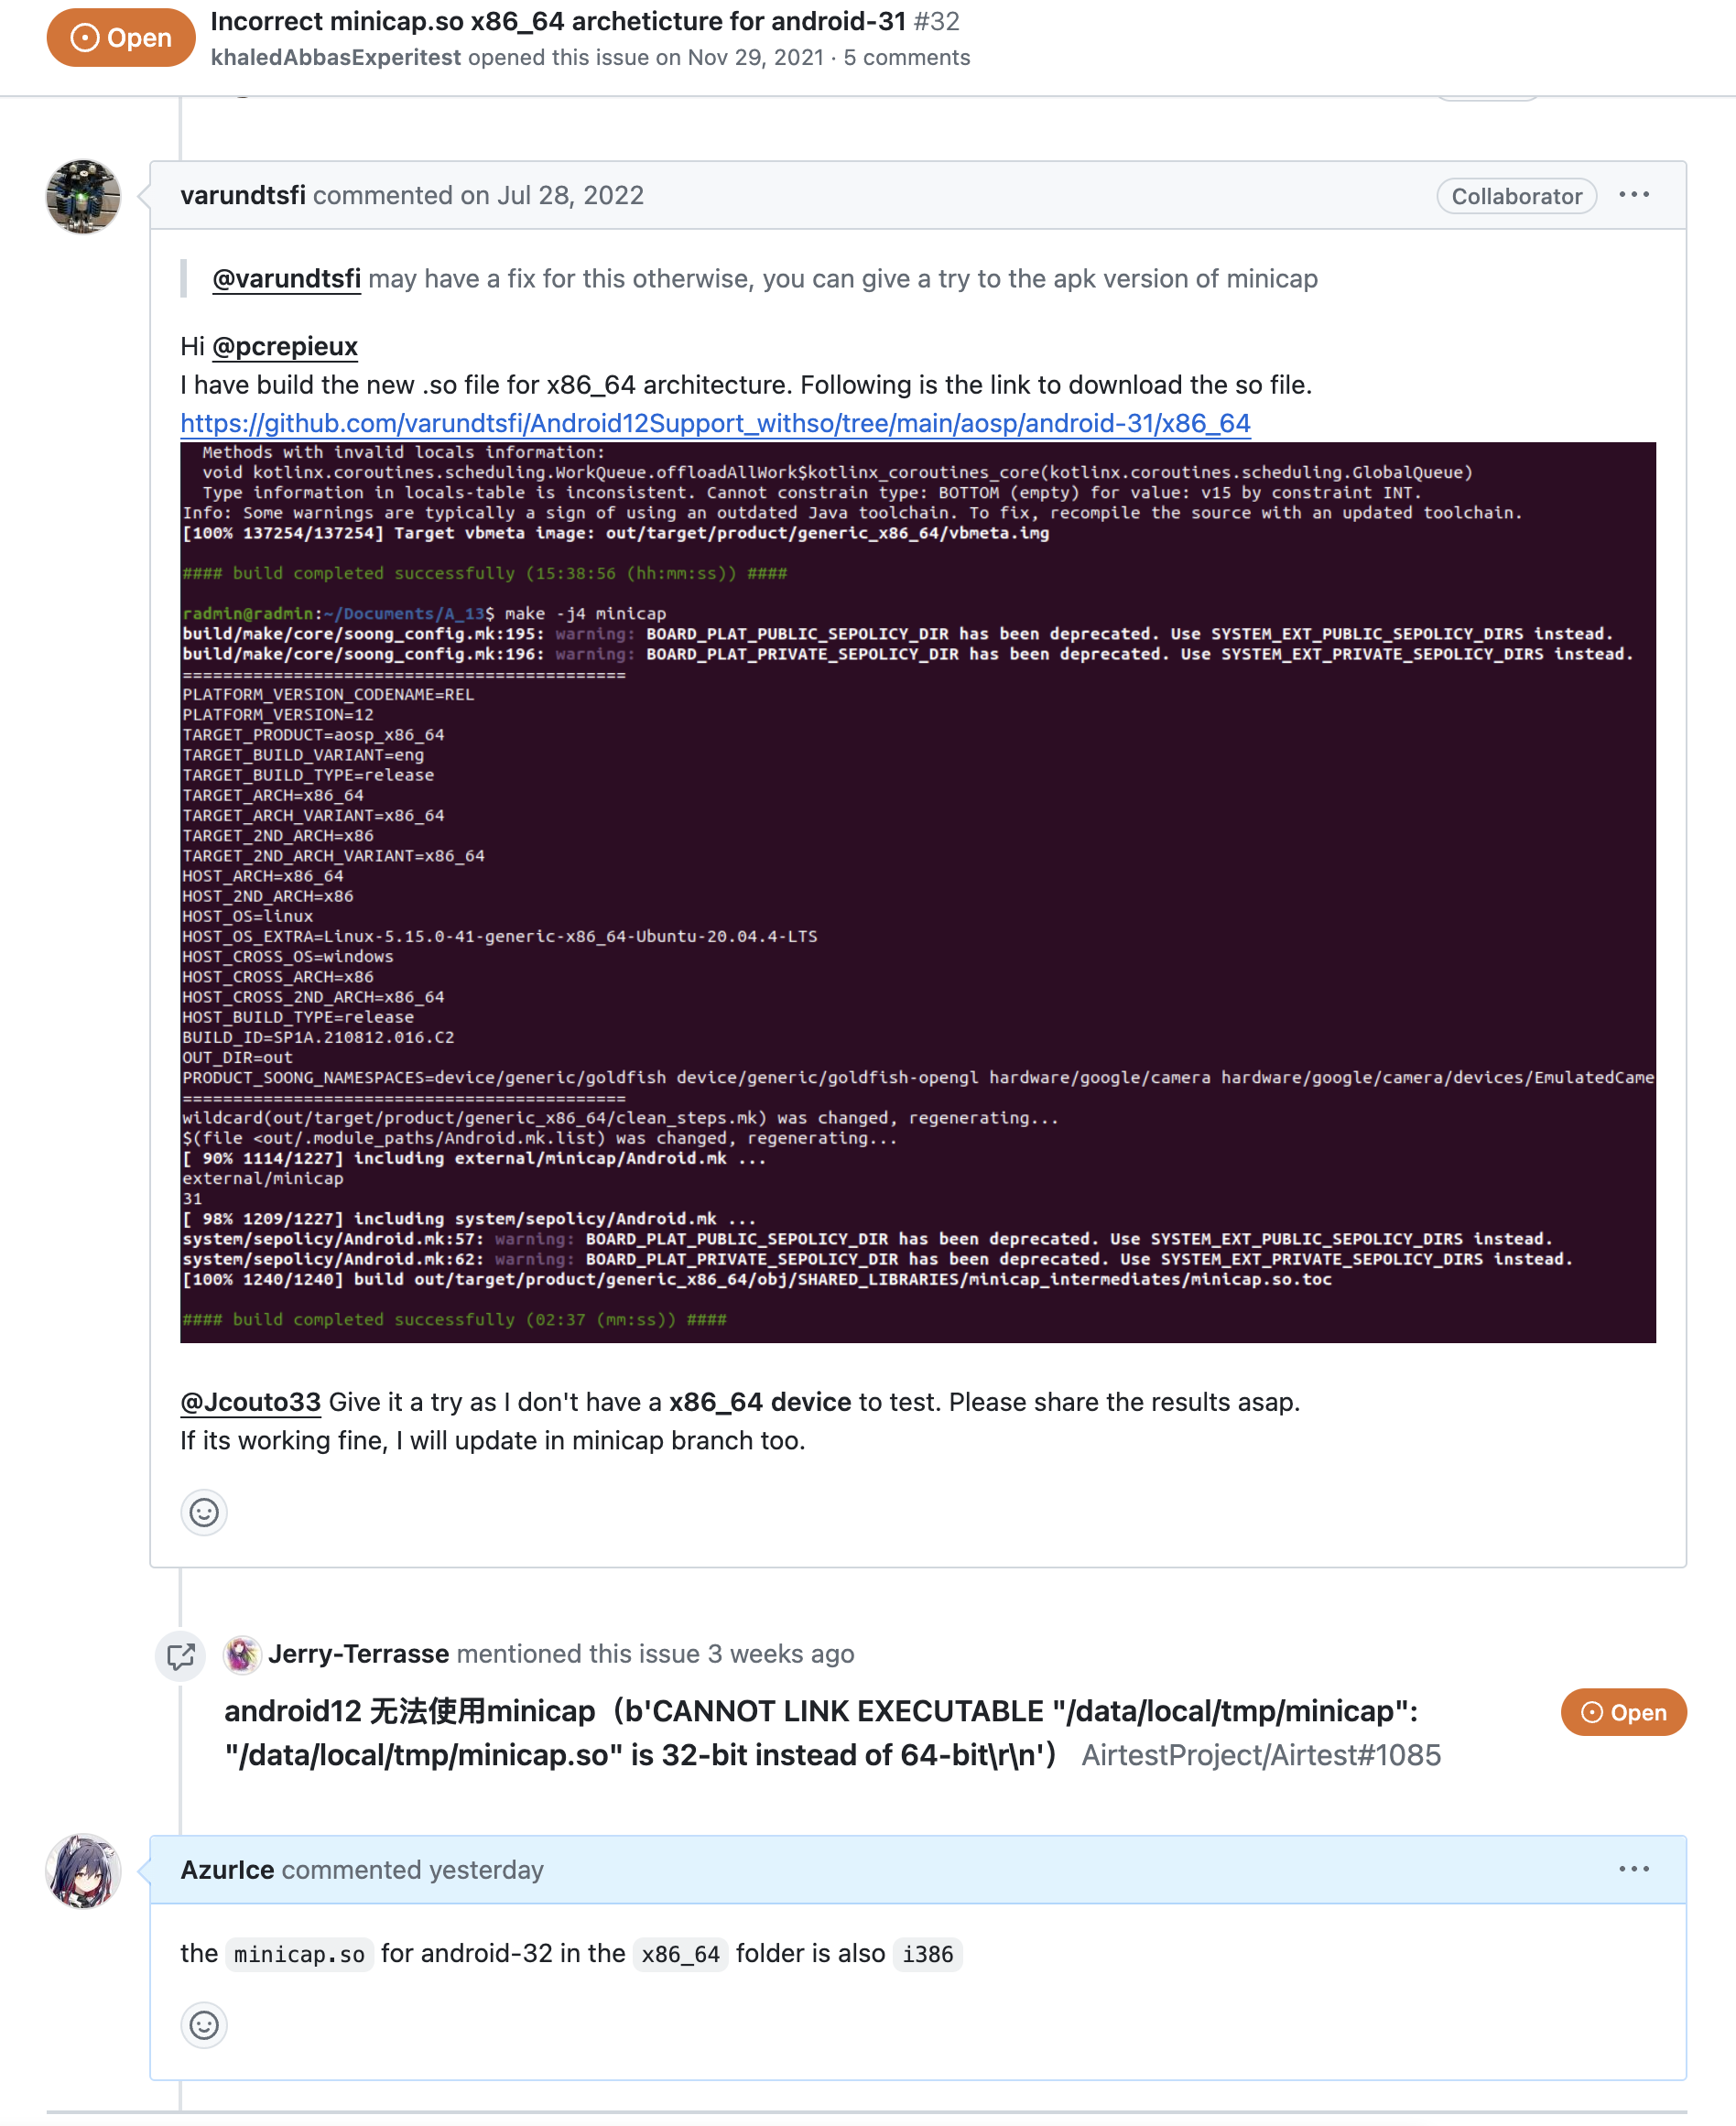 Open
Incorrect minicap.so x86_64 archeticture for android-31 #32
khaledAbbasExperitest opened this issue on Nov 29, 2021 · 5 comments
varundtsfi commented on Jul 28, 2022
Collaborator
@varundtsfi may have a fix for this otherwise, you can give a try to the apk version of minicap
Hi @pcrepieux
I have build the new .so file for x86_64 architecture. Following is the link to download the so file.
https://github.com/varundtsfi/Android12Support_withso/tree/main/aosp/android-31/x86_64
Methods with invalid locals information:
void kotlinx.coroutines.scheduling.WorkQueue.offloadAllWork$kotlinx_coroutines_core(kotlinx.coroutines.scheduling.GlobalQueue)
Type information in locals-table is inconsistent. Cannot constrain type: BOTTOM (empty) for value: v15 by constraint INT.
Info: Some warnings are typically a sign of using an outdated Java toolchain. To fix, recompile the source with an updated toolchain.
[100% 137254/137254] Target vbmeta image: out/target/product/generic_x86_64/vbmeta.img
#### build completed successfully (15:38:56 (hh:mm:ss)) ####
radmin@radmin:~/Documents/A_13$ make -j4 minicap
build/make/core/soong_config.mk:195: warning: BOARD_PLAT_PUBLIC_SEPOLICY_DIR has been deprecated. Use SYSTEM_EXT_PUBLIC_SEPOLICY_DIRS instead.
build/make/core/soong_config.mk:196: warning: BOARD_PLAT_PRIVATE_SEPOLICY_DIR has been deprecated. Use SYSTEM_EXT_PRIVATE_SEPOLICY_DIRS instead.
============================================
PLATFORM_VERSION_CODENAME=REL
PLATFORM_VERSION=12
TARGET_PRODUCT=aosp_x86_64
TARGET_BUILD_VARIANT=eng
TARGET_BUILD_TYPE=release
TARGET_ARCH=x86_64
TARGET_ARCH_VARIANT=x86_64
TARGET_2ND_ARCH=x86
TARGET_2ND_ARCH_VARIANT=x86_64
HOST_ARCH=x86_64
HOST_2ND_ARCH=x86
HOST_OS=linux
HOST_OS_EXTRA=Linux-5.15.0-41-generic-x86_64-Ubuntu-20.04.4-LTS
HOST_CROSS_OS=windows
HOST_CROSS_ARCH=x86
HOST_CROSS_2ND_ARCH=x86_64
HOST_BUILD_TYPE=release
BUILD_ID=SP1A.210812.016.C2
OUT_DIR=out
PRODUCT_SOONG_NAMESPACES=device/generic/goldfish device/generic/goldfish-opengl hardware/google/camera hardware/google/camera/devices/EmulatedCame
============================================
wildcard(out/target/product/generic_x86_64/clean_steps.mk) was changed, regenerating...
$(file <out/.module_paths/Android.mk.list) was changed, regenerating...
[ 90% 1114/1227] including external/minicap/Android.mk ...
external/minicap
31
[ 98% 1209/1227] including system/sepolicy/Android.mk ...
system/sepolicy/Android.mk:57: warning: BOARD_PLAT_PUBLIC_SEPOLICY_DIR has been deprecated. Use SYSTEM_EXT_PUBLIC_SEPOLICY_DIRS instead.
system/sepolicy/Android.mk:62: warning: BOARD_PLAT_PRIVATE_SEPOLICY_DIR has been deprecated. Use SYSTEM_EXT_PRIVATE_SEPOLICY_DIRS instead.
[100% 1240/1240] build out/target/product/generic_x86_64/obj/SHARED_LIBRARIES/minicap_intermediates/minicap.so.toc
#### build completed successfully (02:37 (mm:ss)) ####
@Jcouto33 Give it a try as I don't have a x86_64 device to test. Please share the results asap.
If its working fine, I will update in minicap branch too.
Jerry-Terrasse mentioned this issue 3 weeks ago
android12 无法使用minicap（b'CANNOT LINK EXECUTABLE "/data/local/tmp/minicap":
"/data/local/tmp/minicap.so" is 32-bit instead of 64-bit\r\n'） AirtestProject/Airtest#1085
Open
AzurIce commented yesterday
the minicap.so for android-32 in the x86_64 folder is also i386